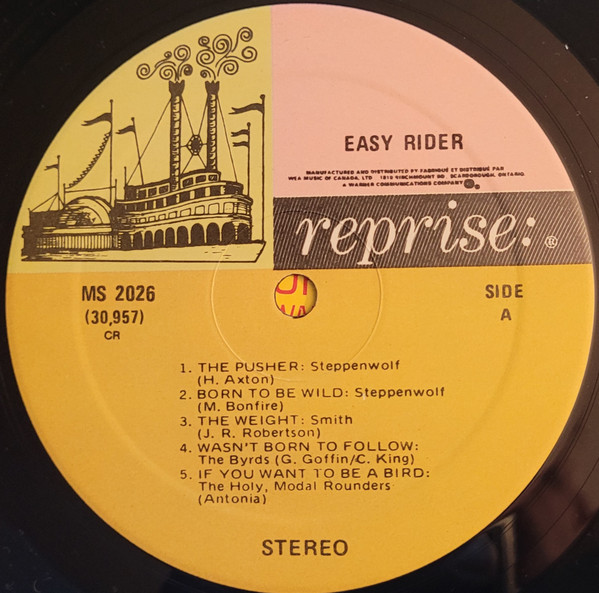 EASY RIDER
MANUFACTURED AND DISTRIBUTED BY FABRIQUÉ ET DISTRIBUÉ PAR
WEA MUSIC OF CANADA, LTD 1810 BIRCHMOUNT RD SCARBOROUGH, ONTARIO
A WARNER COMMUNICATIONS COMPANY
reprise: ®
MS 2026
(30,957)
CR
SIDE
A
1. THE PUSHER: Steppenwolf
(H. Axton)
2. BORN TO BE WILD: Steppenwolf
(M. Bonfire)
3. THE WEIGHT: Smith
(J. R. Robertson)
4. WASN'T BORN TO FOLLOW:
The Byrds (G. Goffin/C. King)
5. IF YOU WANT TO BE A BIRD:
The Holy, Modal Rounders
(Antonia)
STEREO